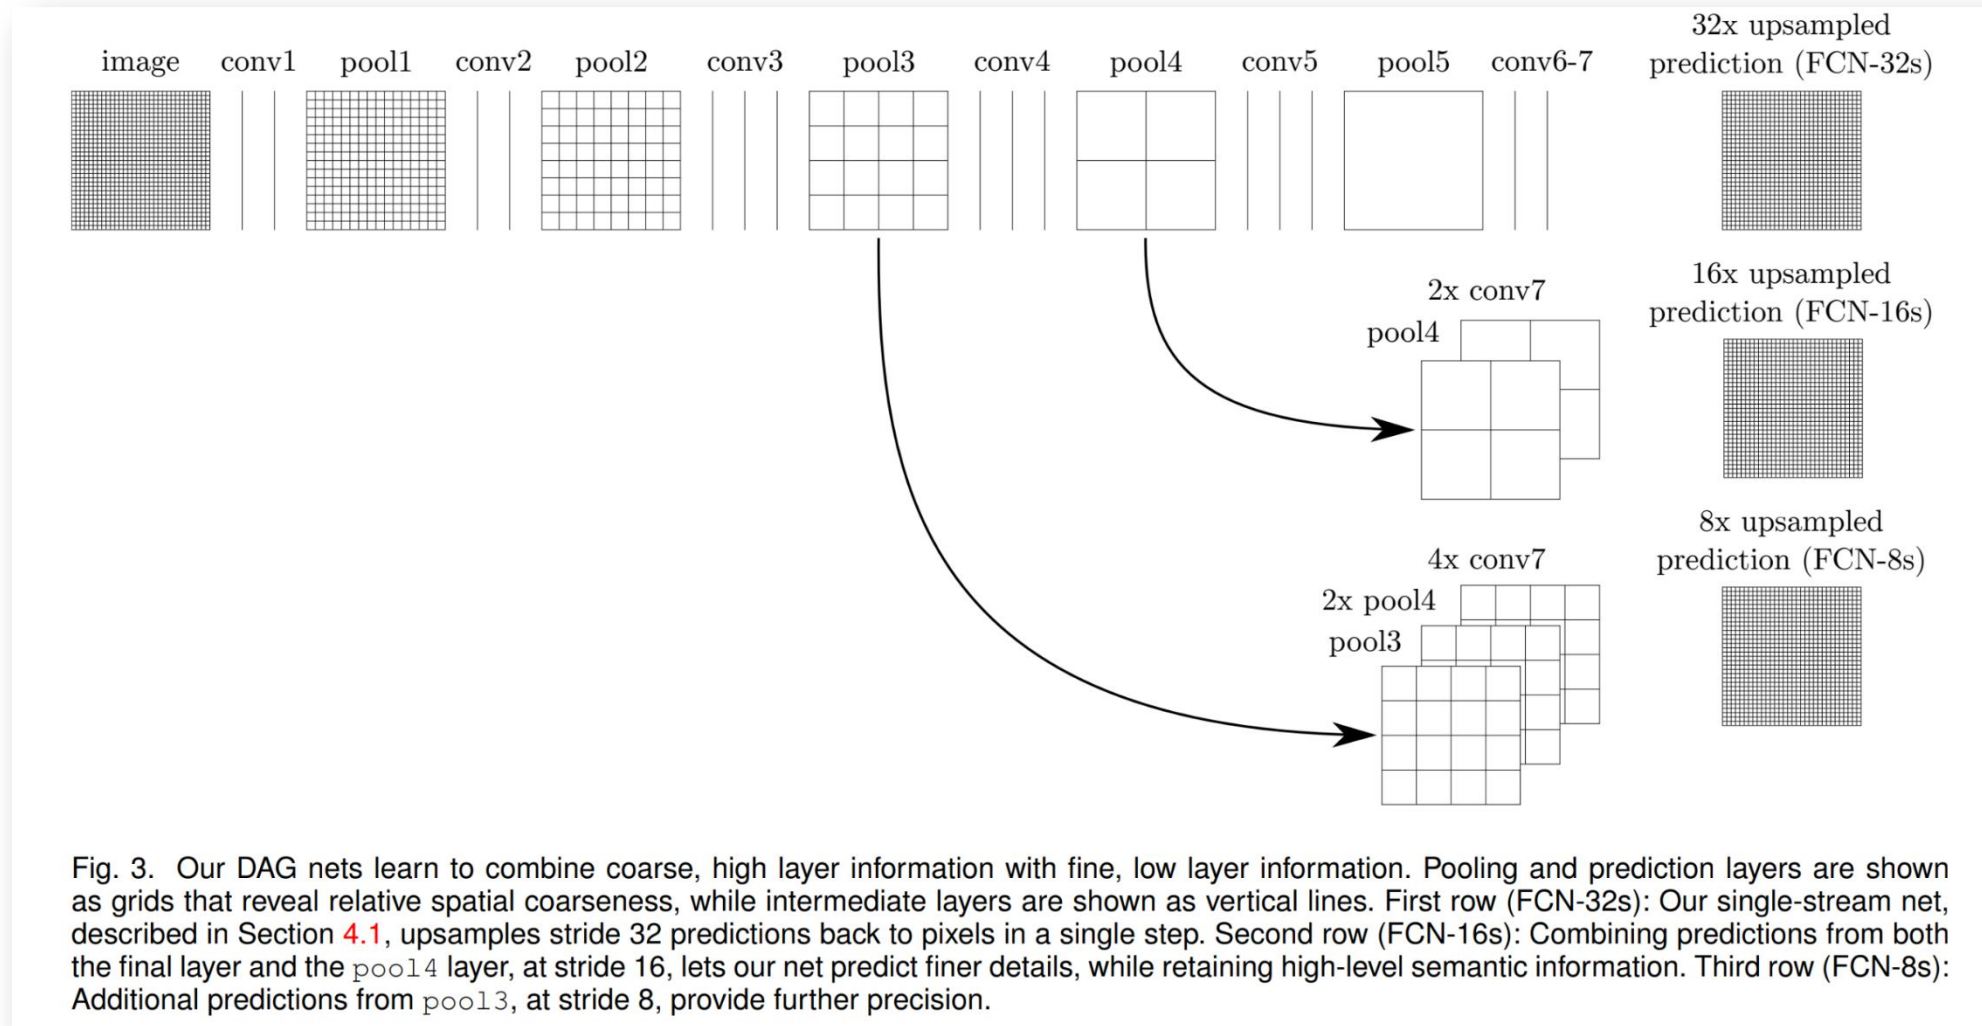 image
conv1
pool1
conv2
pool2
conv3
pool3
conv4
pool4
conv5
pool5
conv6-7
32x upsampled
prediction (FCN-32s)
16x upsampled
prediction (FCN-16s)
2x conv7
pool4
8x upsampled
prediction (FCN-8s)
4x conv7
2x pool4
pool3
Fig. 3. Our DAG nets learn to combine coarse, high layer information with fine, low layer information. Pooling and prediction layers are shown
as grids that reveal relative spatial coarseness, while intermediate layers are shown as vertical lines. First row (FCN-32s): Our single-stream net,
described in Section 4.1, upsamples stride 32 predictions back to pixels in a single step. Second row (FCN-16s): Combining predictions from both
the final layer and the pool4 layer, at stride 16, lets our net predict finer details, while retaining high-level semantic information. Third row (FCN-8s):
Additional predictions from pool3, at stride 8, provide further precision.